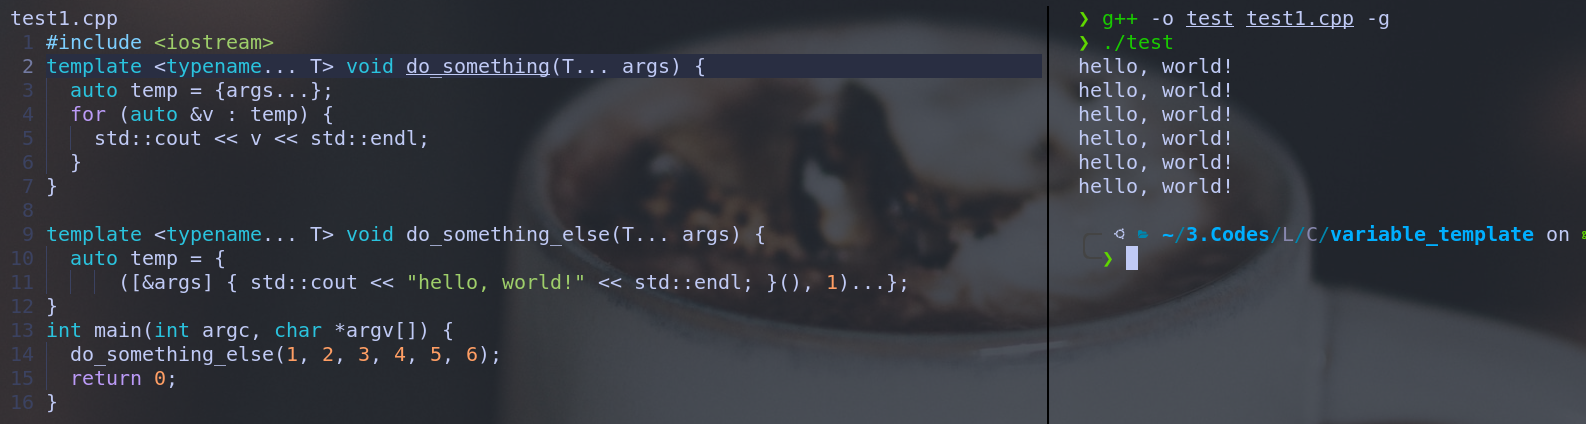 test1.cpp
1 #include <iostream>
2 template <typename... T> void do_something(T... args) {
3   auto temp = {args...};
4   for (auto &v : temp) {
5     std::cout << v << std::endl;
6   }
7 }
8
9 template <typename... T> void do_something_else(T... args) {
10   auto temp = {
11       ([&args] { std::cout << "hello, world!" << std::endl; }(), 1)...};
12 }
13 int main(int argc, char *argv[]) {
14   do_something_else(1, 2, 3, 4, 5, 6);
15   return 0;
16 }
❯ g++ -o test test1.cpp -g
❯ ./test
hello, world!
hello, world!
hello, world!
hello, world!
hello, world!
hello, world!
~/3.Codes/L/C/variable_template on
❯